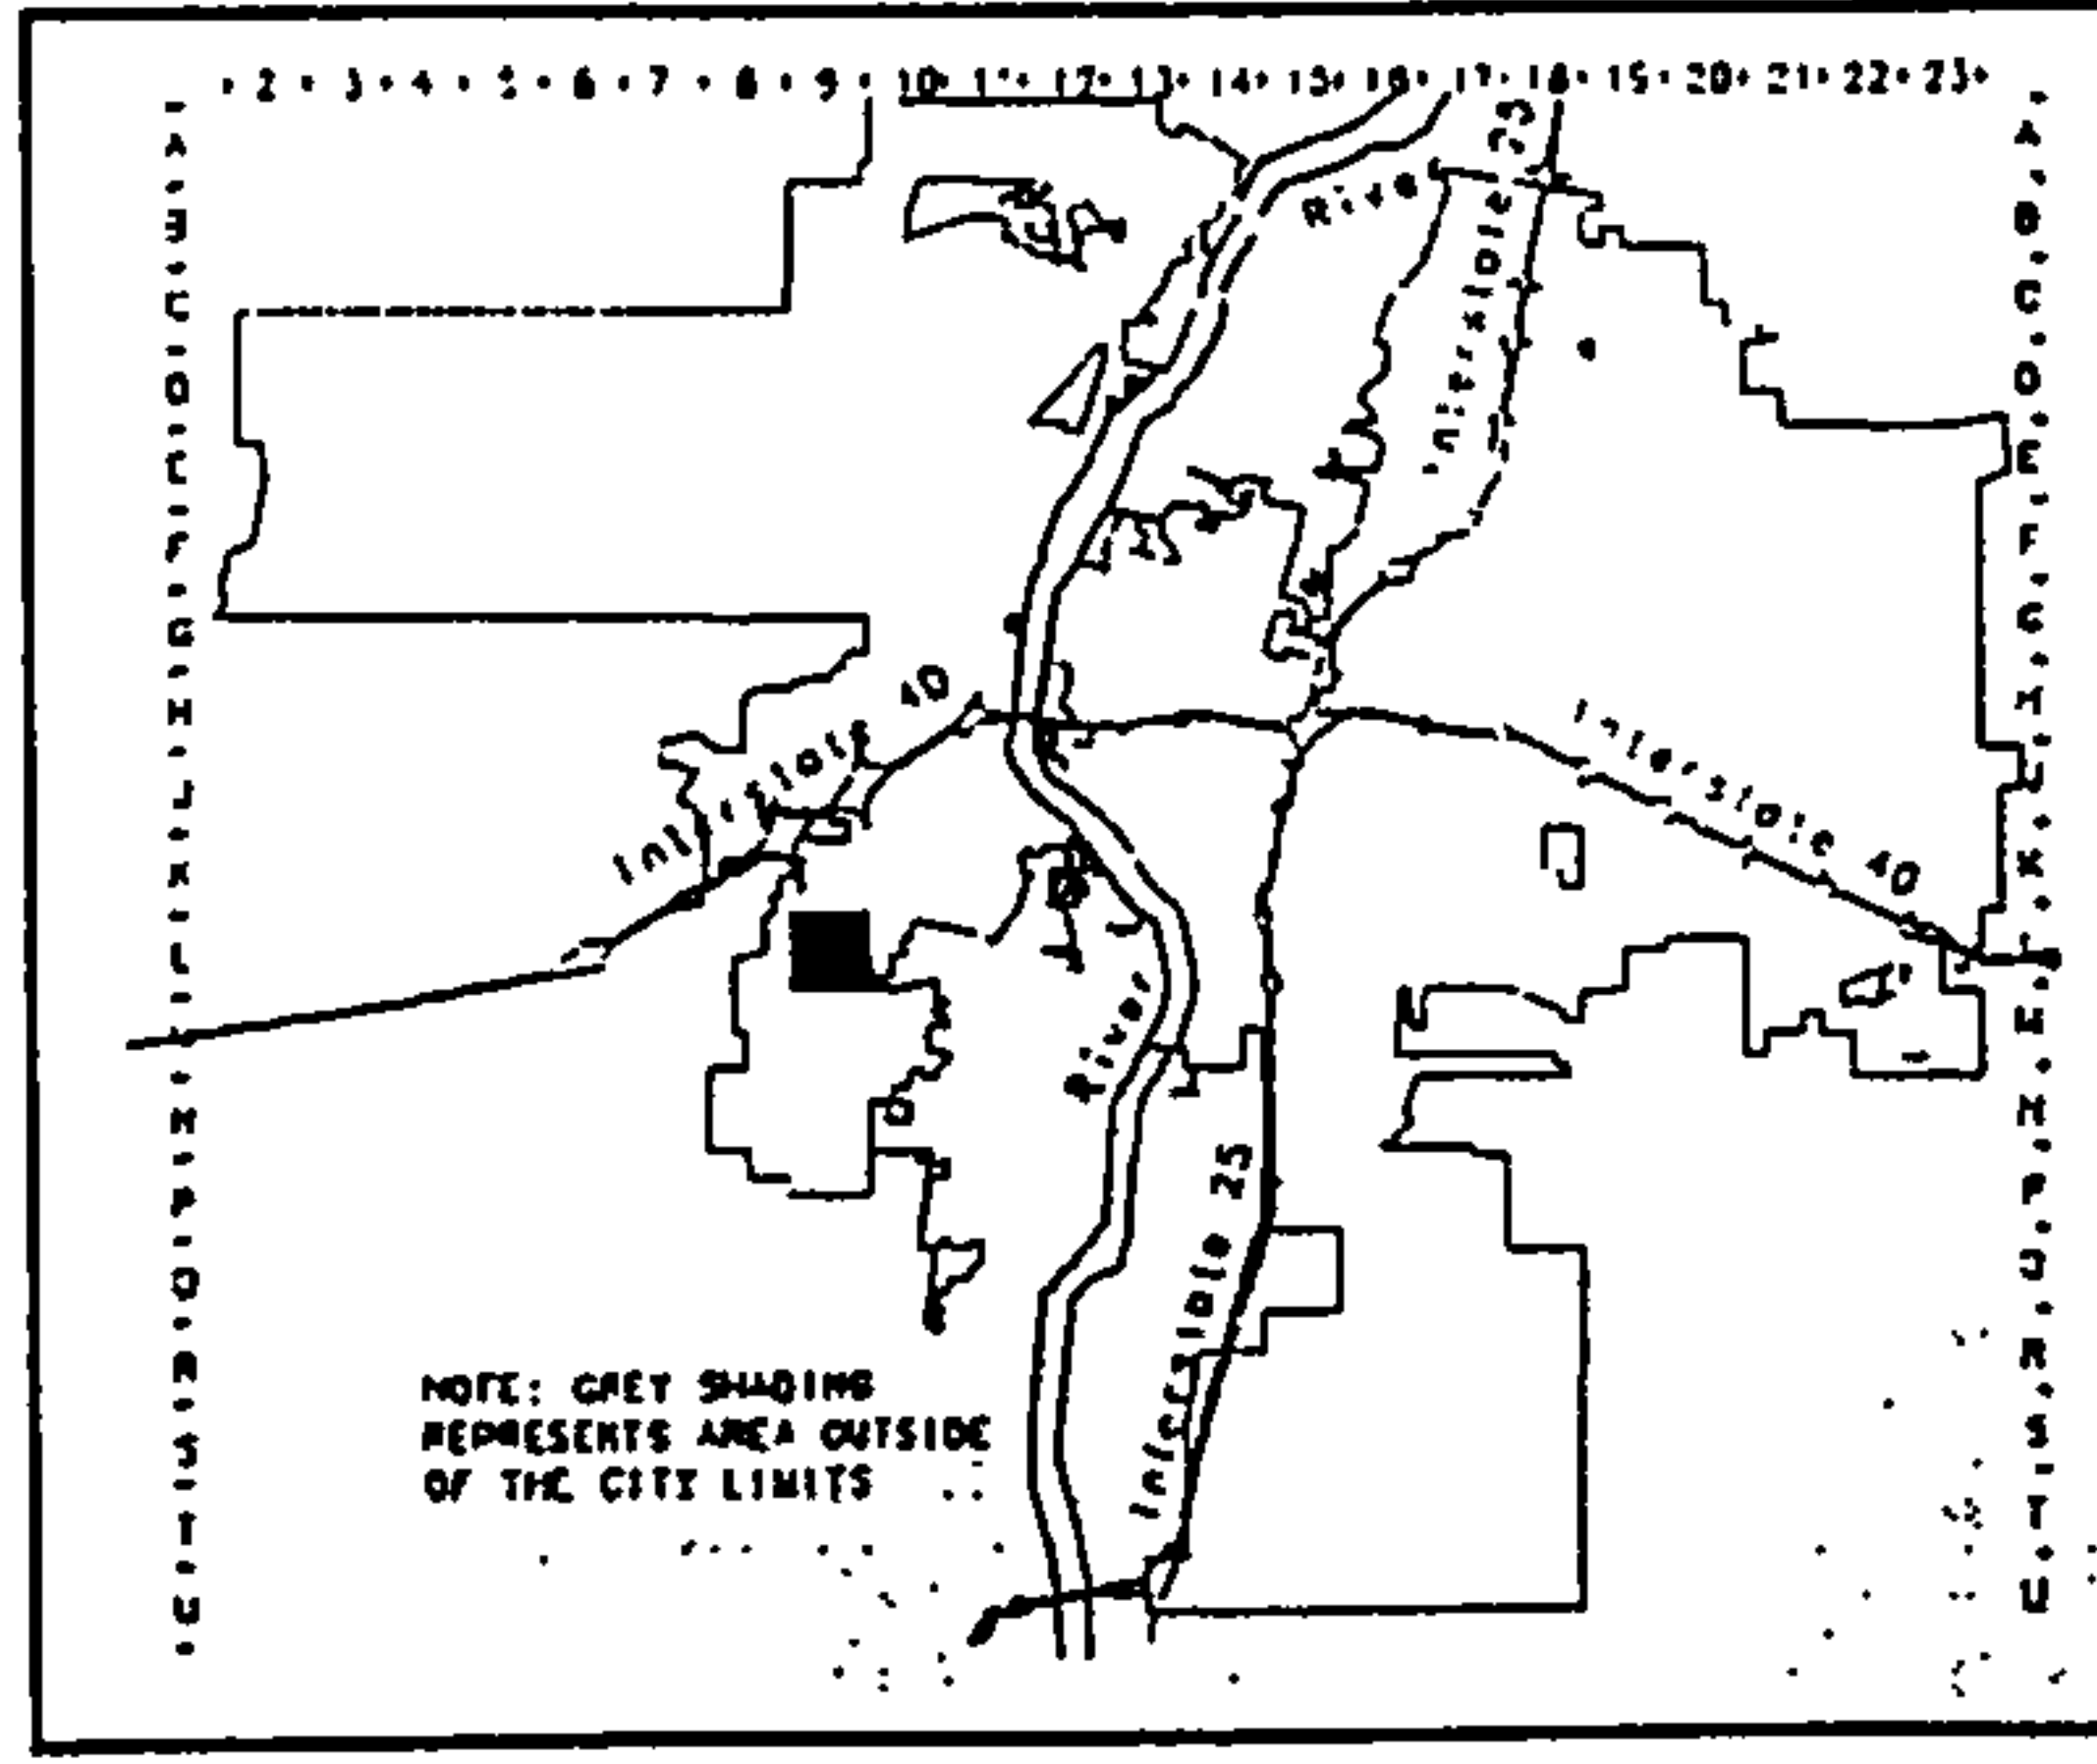 · 2 · 3 · 4 · 5 · 6 · 7 · 8 · 9 · 10 · 11 · 12 · 13 · 14 · 15 · 16 · 17 · 18 · 19 · 20 · 21 · 22 · 23 ·
A
B
C
D
E
F
G
H
J
K
L
M
N
P
Q
R
S
T
U
A
B
C
D
E
F
G
H
J
K
L
M
N
P
Q
R
S
T
U
Interstate 25
Interstate 40
Interstate 40
River
Interstate 25
NOTE: GREY SHADING
REPRESENTS AREA OUTSIDE
OF THE CITY LIMITS